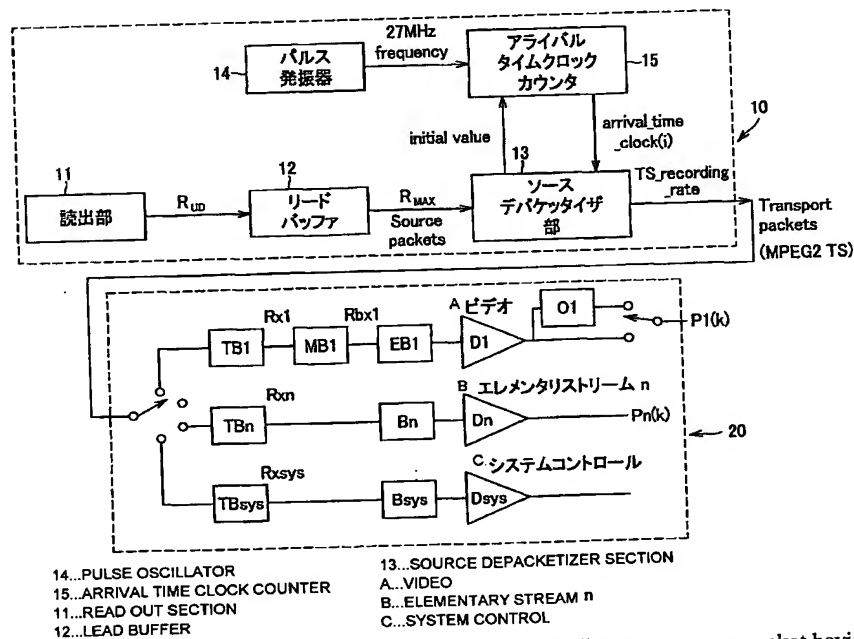 27MHz
frequency
パルス
発振器
14
アライバル
タイムクロック
カウンタ
15
10
initial value
arrival_time
_clock(i)
11
読出部
R_UD
12
リード
バッファ
R_MAX
Source
packets
13
ソース
デパケッタイザ
部
TS_recording
_rate
Transport
packets
(MPEG2 TS)
TB1
Rx1
MB1
Rbx1
EB1
A ビデオ
D1
O1
P1(k)
TBn
Rxn
Bn
B エレメンタリストリーム n
Dn
Pn(k)
20
TBsys
Rxsys
Bsys
C. システムコントロール
Dsys
14...PULSE OSCILLATOR
15...ARRIVAL TIME CLOCK COUNTER
11...READ OUT SECTION
12...LEAD BUFFER
13...SOURCE DEPACKETIZER SECTION
A...VIDEO
B...ELEMENTARY STREAM n
C...SYSTEM CONTROL